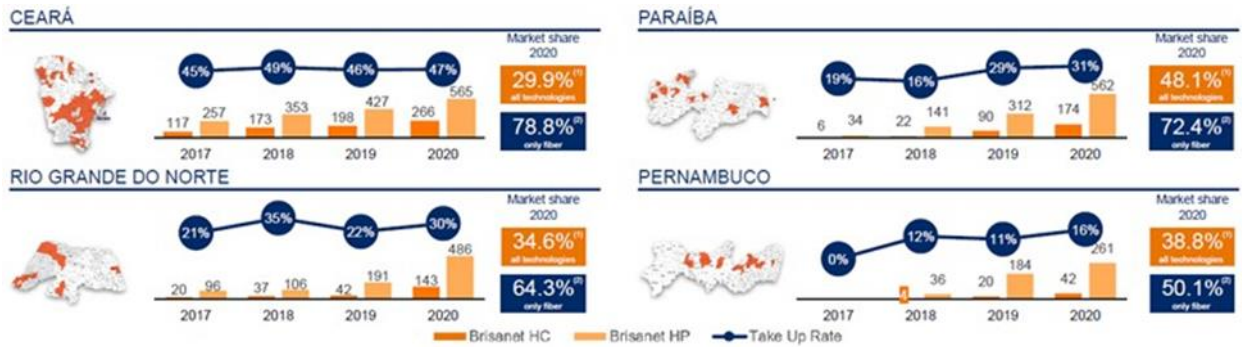 CEARÁ
Market share
2020
45% 49% 46% 47%
29.9%(1)
all technologies
117 257 173 353 198 427 266 565
78.8%(2)
only fiber
2017 2018 2019 2020
PARAÍBA
Market share
2020
19% 16% 29% 31%
48.1%(1)
all technologies
6 34 22 141 90 312 174 562
72.4%(2)
only fiber
2017 2018 2019 2020
RIO GRANDE DO NORTE
Market share
2020
21% 35% 22% 30%
34.6%(1)
all technologies
20 96 37 106 42 191 143 486
64.3%(2)
only fiber
2017 2018 2019 2020
PERNAMBUCO
Market share
2020
0% 12% 11% 16%
38.8%(1)
all technologies
4 36 20 184 42 261
50.1%(2)
only fiber
2017 2018 2019 2020
Brisanet HC Brisanet HP Take Up Rate